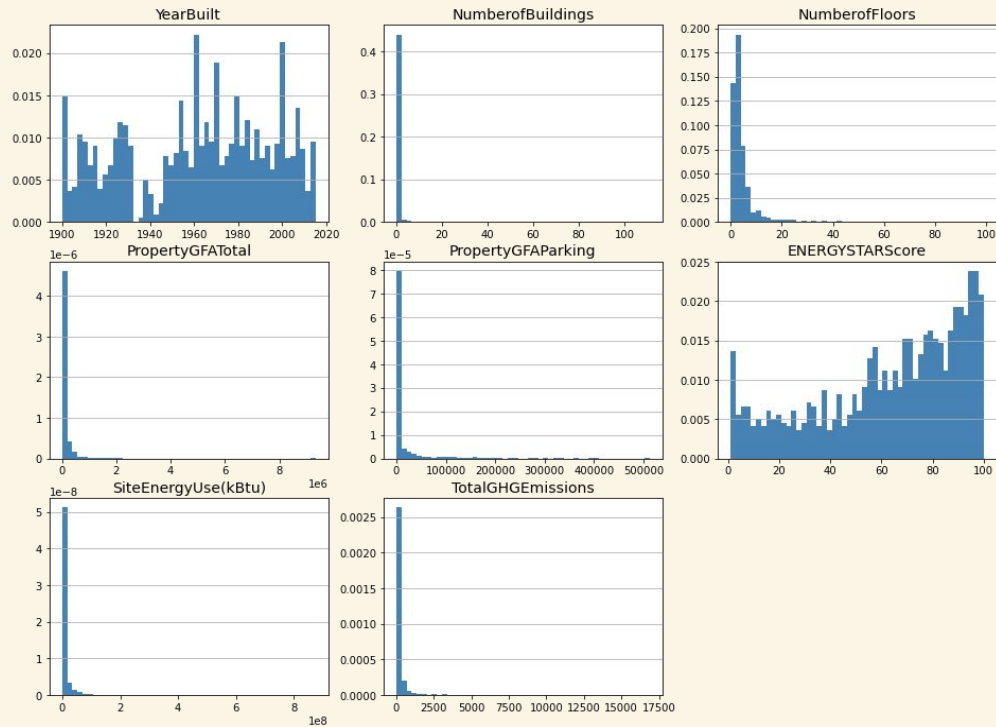 YearBuilt
0.020
0.015
0.010
0.005
0.000
1900 1920 1940 1960 1980 2000 2020
NumberofBuildings
0.4
0.3
0.2
0.1
0.0
0 20 40 60 80 100
NumberofFloors
0.200
0.175
0.150
0.125
0.100
0.075
0.050
0.025
0.000
0 20 40 60 80 100
PropertyGFATotal
1e-6
4
3
2
1
0
0 2 4 6 8
1e6
PropertyGFAParking
1e-5
8
7
6
5
4
3
2
1
0
0 100000 200000 300000 400000 500000
ENERGYSTARScore
0.025
0.020
0.015
0.010
0.005
0.000
0 20 40 60 80 100
SiteEnergyUse(kBtu)
1e-8
5
4
3
2
1
0
0 2 4 6 8
1e8
TotalGHGEmissions
0.0025
0.0020
0.0015
0.0010
0.0005
0.0000
0 2500 5000 7500 10000 12500 15000 17500